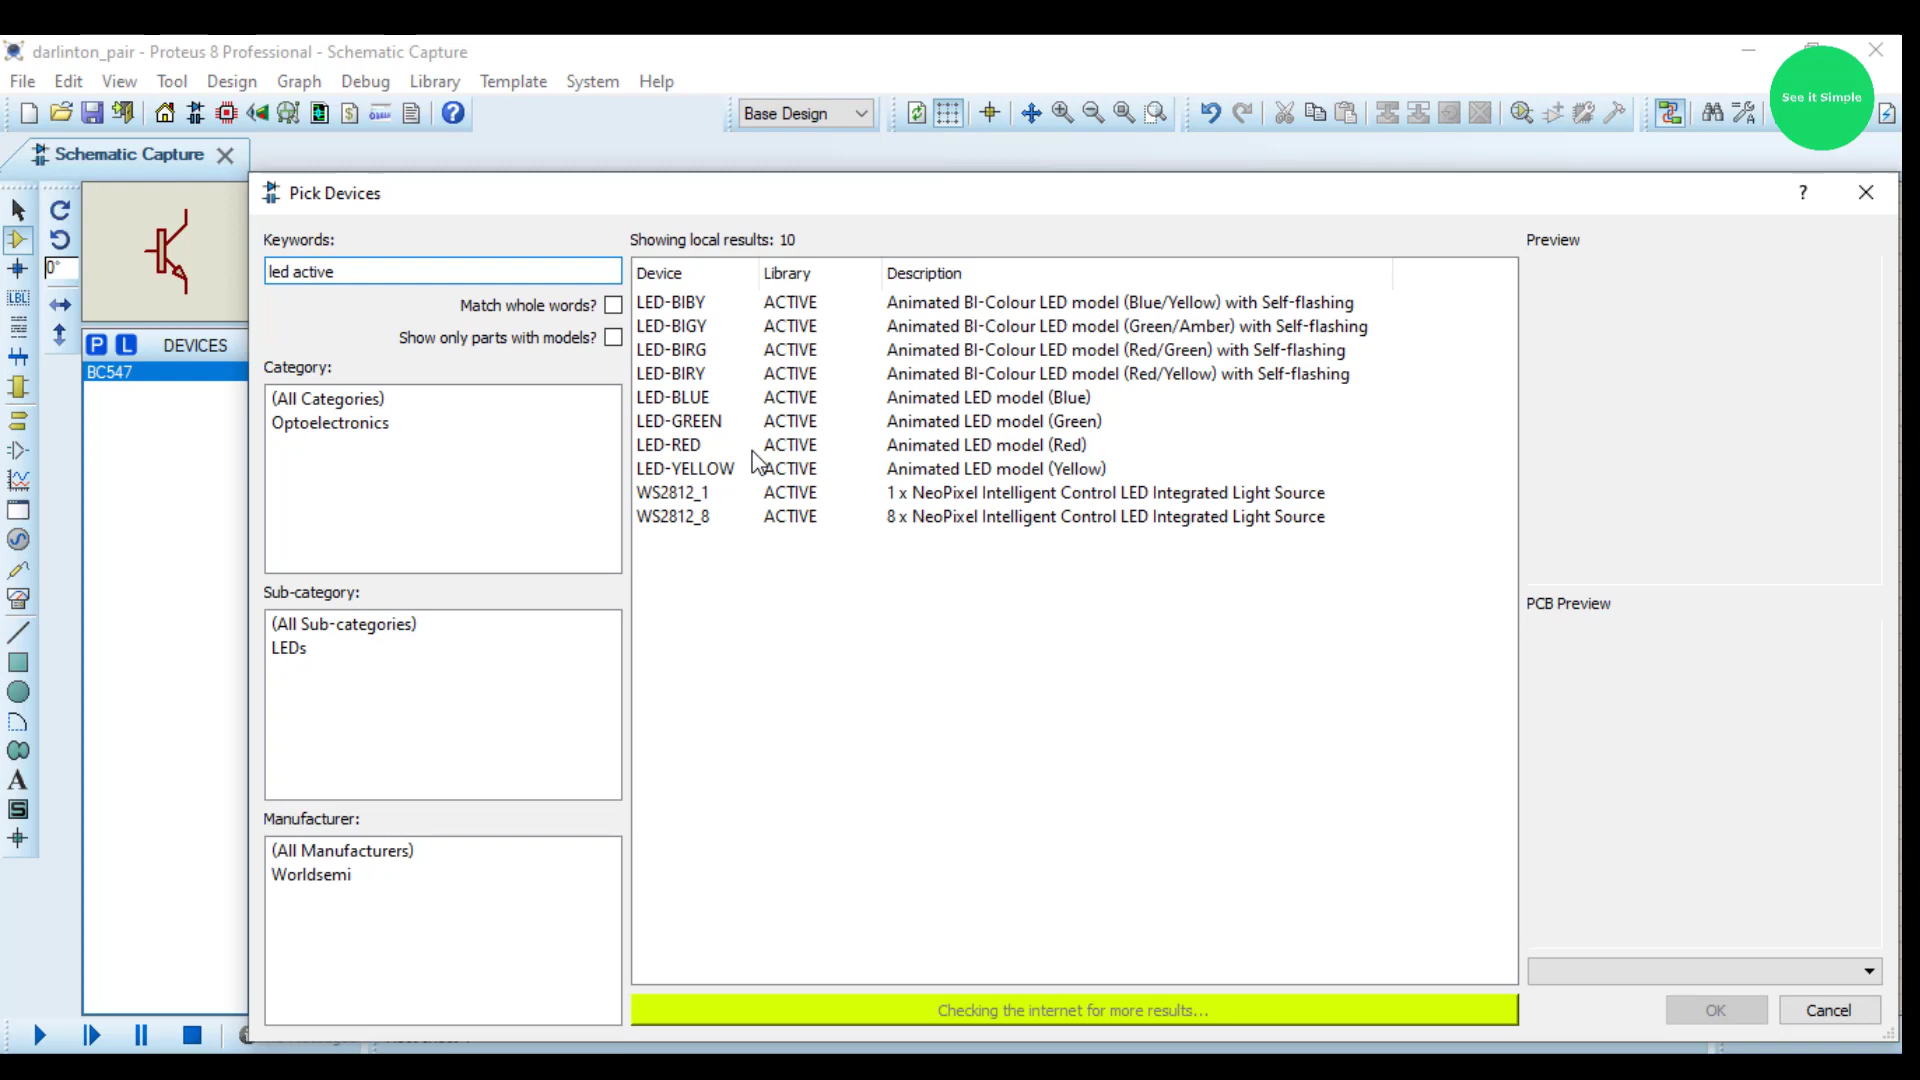 darlinton_pair - Proteus 8 Professional - Schematic Capture
File Edit View Tool Design Graph Debug Library Template System Help
Base Design
See it Simple
Schematic Capture
Pick Devices
?
Keywords:
led active
Match whole words?
Show only parts with models?
Category:
(All Categories)
Optoelectronics
Sub-category:
(All Sub-categories)
LEDs
Manufacturer:
(All Manufacturers)
Worldsemi
0°
LBL
P L DEVICES
BC547
A
S
Showing local results: 10
Device Library Description
LED-BIBY ACTIVE Animated BI-Colour LED model (Blue/Yellow) with Self-flashing
LED-BIGY ACTIVE Animated BI-Colour LED model (Green/Amber) with Self-flashing
LED-BIRG ACTIVE Animated BI-Colour LED model (Red/Green) with Self-flashing
LED-BIRY ACTIVE Animated BI-Colour LED model (Red/Yellow) with Self-flashing
LED-BLUE ACTIVE Animated LED model (Blue)
LED-GREEN ACTIVE Animated LED model (Green)
LED-RED ACTIVE Animated LED model (Red)
LED-YELLOW ACTIVE Animated LED model (Yellow)
WS2812_1 ACTIVE 1 x NeoPixel Intelligent Control LED Integrated Light Source
WS2812_8 ACTIVE 8 x NeoPixel Intelligent Control LED Integrated Light Source
Checking the internet for more results...
Preview
PCB Preview
OK Cancel